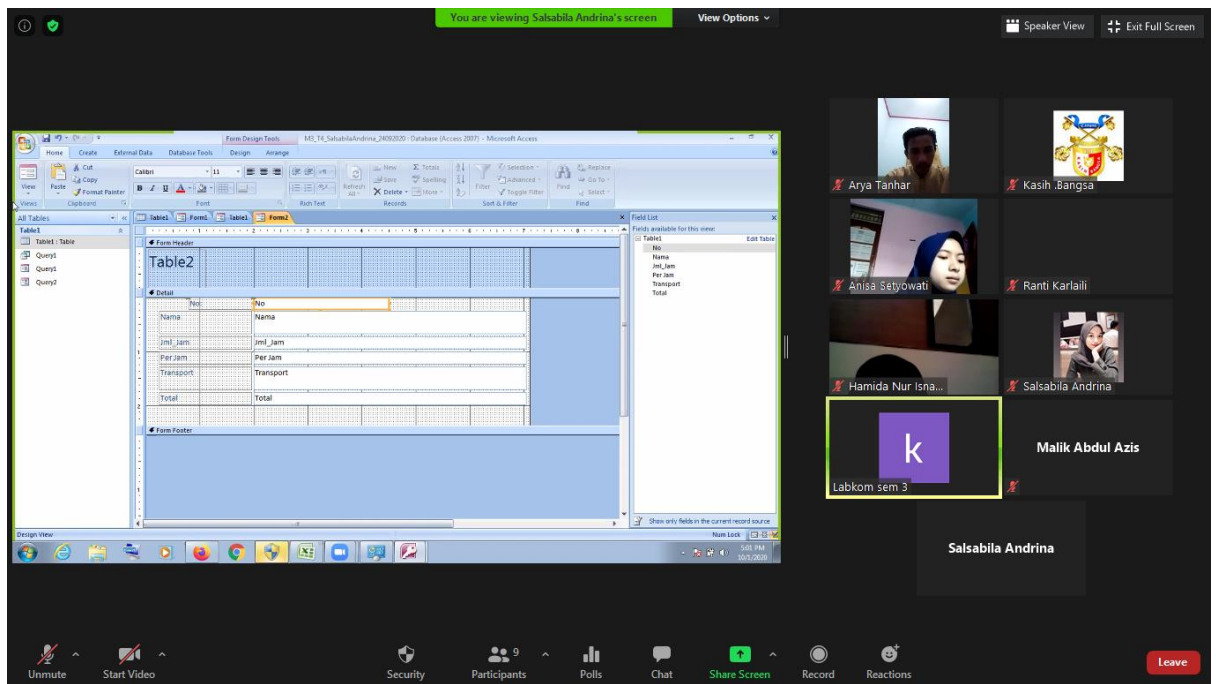 You are viewing Salsabila Andrina's screen
View Options
Speaker View
Exit Full Screen
Form Design Tools
M3_T4_SalsabilaAndrina_24092020 - Database (Access 2007) - Microsoft Access
Home Create External Data Database Tools Design Arrange
View
Paste
Cut
Copy
Format Painter
Calibri 11
B I U A
Refresh All
New
Save
Delete
Totals
Spelling
More
Filter
Selection
Advanced
Toggle Filter
Find
Replace
Go To
Select
Views Clipboard Font Rich Text Records Sort & Filter Find
All Tables
Table1
Table1 : Table
Query1
Query1
Query2
Table1 Form1 Table1 Form2
Form Header
Table2
Detail
No No
Nama Nama
Jml_Jam Jml_Jam
Per Jam Per Jam
Transport Transport
Total Total
Form Footer
Field List
Fields available for this view:
Table1 Edit Table
No
Nama
Jml_Jam
Per Jam
Transport
Total
Show only fields in the current record source
Design View
Num Lock
5:01 PM
10/1/2020
Arya Tanhar
Kasih .Bangsa
Anisa Setyowati
Ranti Karlaili
Hamida Nur Isna...
Salsabila Andrina
k
Labkom sem 3
Malik Abdul Azis
Salsabila Andrina
Unmute
Start Video
Security
Participants 9
Polls
Chat
Share Screen
Record
Reactions
Leave